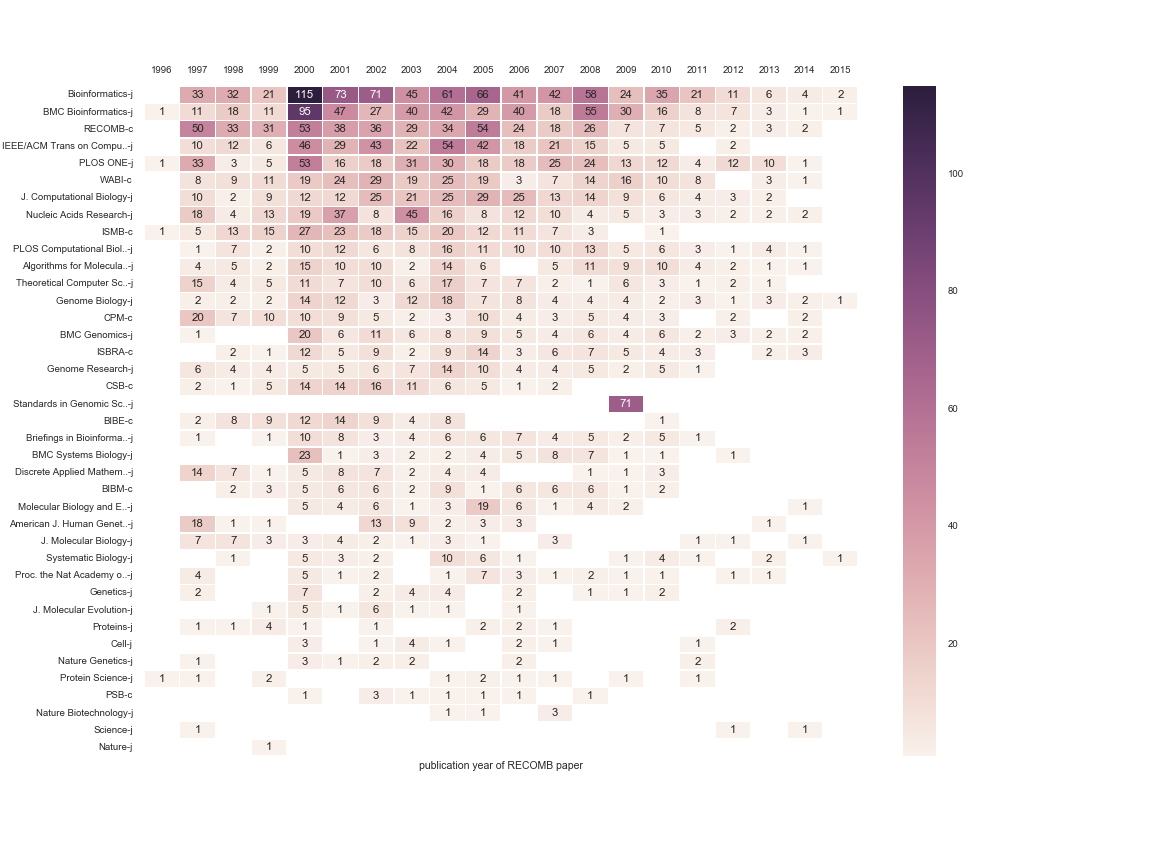 1996 1997 1998 1999 2000 2001 2002 2003 2004 2005 2006 2007 2008 2009 2010 2011 2012 2013 2014 2015
Bioinformatics-j 33 32 21 115 73 71 45 61 66 41 42 58 24 35 21 11 6 4 2
BMC Bioinformatics-j 1 11 18 11 95 47 27 40 42 29 40 18 55 30 16 8 7 3 1 1
RECOMB-c 50 33 31 53 38 36 29 34 54 24 18 26 7 7 5 2 3 2
IEEE/ACM Trans on Compu..-j 10 12 6 46 29 43 22 54 42 18 21 15 5 5 2
PLOS ONE-j 1 33 3 5 53 16 18 31 30 18 18 25 24 13 12 4 12 10 1
WABI-c 8 9 11 19 24 29 19 25 19 3 7 14 16 10 8 3 1
J. Computational Biology-j 10 2 9 12 12 25 21 25 29 25 13 14 9 6 4 3 2
Nucleic Acids Research-j 18 4 13 19 37 8 45 16 8 12 10 4 5 3 3 2 2 2
ISMB-c 1 5 13 15 27 23 18 15 20 12 11 7 3 1
PLOS Computational Biol..-j 1 7 2 10 12 6 8 16 11 10 10 13 5 6 3 1 4 1
Algorithms for Molecula..-j 4 5 2 15 10 10 2 14 6 5 11 9 10 4 2 1 1
Theoretical Computer Sc..-j 15 4 5 11 7 10 6 17 7 7 2 1 6 3 1 2 1
Genome Biology-j 2 2 2 14 12 3 12 18 7 8 4 4 4 2 3 1 3 2 1
CPM-c 20 7 10 10 9 5 2 3 10 4 3 5 4 3 2 2
BMC Genomics-j 1 20 6 11 6 8 9 5 4 6 4 6 2 3 2 2
ISBRA-c 2 1 12 5 9 2 9 14 3 6 7 5 4 3 2 3
Genome Research-j 6 4 4 5 5 6 7 14 10 4 4 5 2 5 1
CSB-c 2 1 5 14 14 16 11 6 5 1 2
Standards in Genomic Sc..-j 71
BIBE-c 2 8 9 12 14 9 4 8 1
Briefings in Bioinforma..-j 1 1 10 8 3 4 6 6 7 4 5 2 5 1
BMC Systems Biology-j 23 1 3 2 2 4 5 8 7 1 1 1
Discrete Applied Mathem..-j 14 7 1 5 8 7 2 4 4 1 1 3
BIBM-c 2 3 5 6 6 2 9 1 6 6 6 1 2
Molecular Biology and E..-j 5 4 6 1 3 19 6 1 4 2 1
American J. Human Genet..-j 18 1 1 13 9 2 3 3 1
J. Molecular Biology-j 7 7 3 3 4 2 1 3 1 3 1 1 1
Systematic Biology-j 1 5 3 2 10 6 1 1 4 1 2 1
Proc. the Nat Academy o..-j 4 5 1 2 1 7 3 1 2 1 1 1 1
Genetics-j 2 7 2 4 4 2 1 1 2
J. Molecular Evolution-j 1 5 1 6 1 1 1
Proteins-j 1 1 4 1 1 2 2 1 2
Cell-j 3 1 4 1 2 1 1
Nature Genetics-j 1 3 1 2 2 2 2
Protein Science-j 1 1 2 1 2 1 1 1 1
PSB-c 1 3 1 1 1 1 1
Nature Biotechnology-j 1 1 3
Science-j 1 1 1
Nature-j 1
publication year of RECOMB paper
100
80
60
40
20